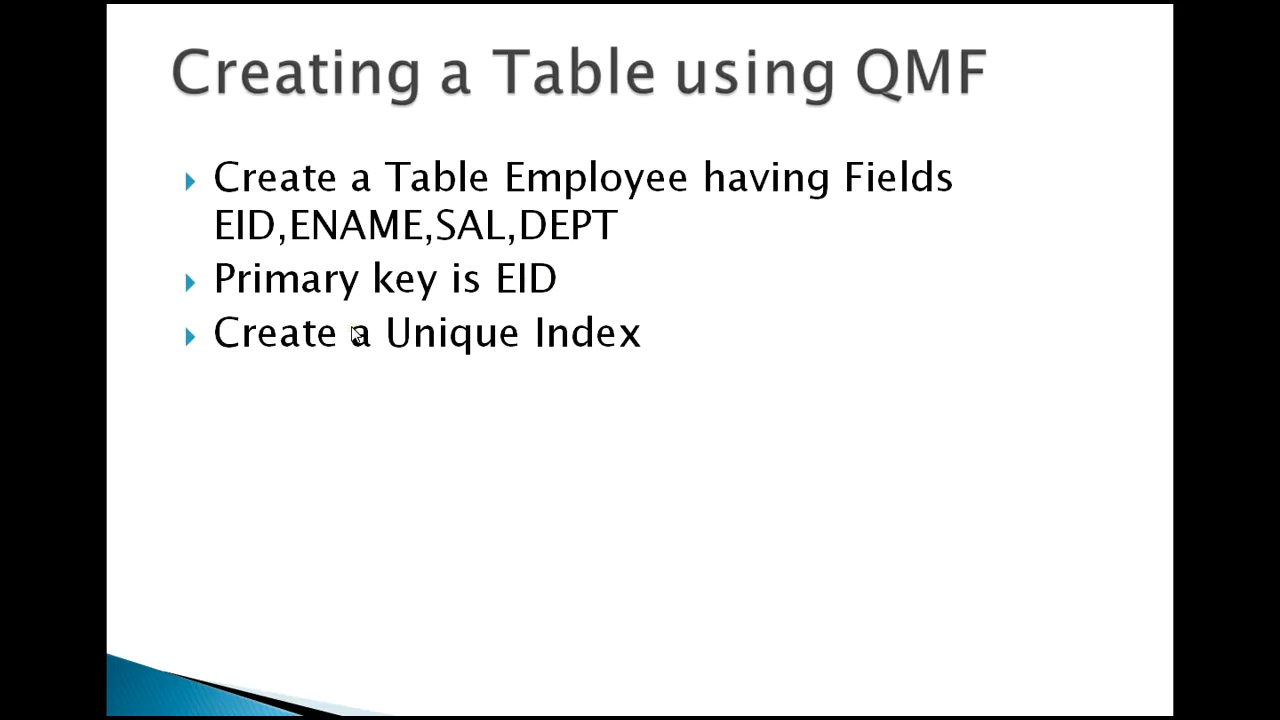 Creating a Table using QMF
Create a Table Employee having Fields
EID,ENAME,SAL,DEPT
Primary key is EID
Create a Unique Index